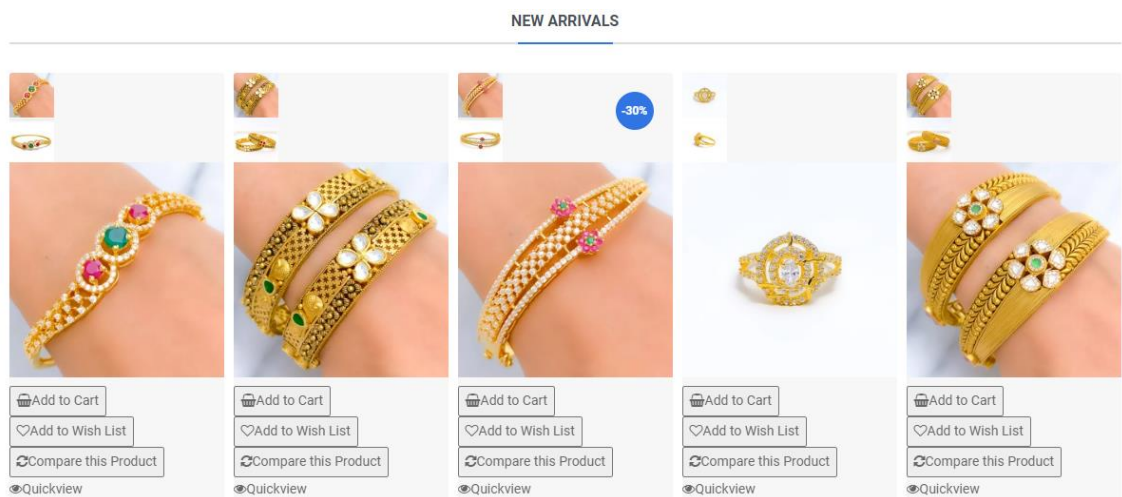 NEW ARRIVALS
-30%
Add to Cart Add to Cart Add to Cart Add to Cart Add to Cart
Add to Wish List Add to Wish List Add to Wish List Add to Wish List Add to Wish List
Compare this Product Compare this Product Compare this Product Compare this Product Compare this Product
Quickview Quickview Quickview Quickview Quickview